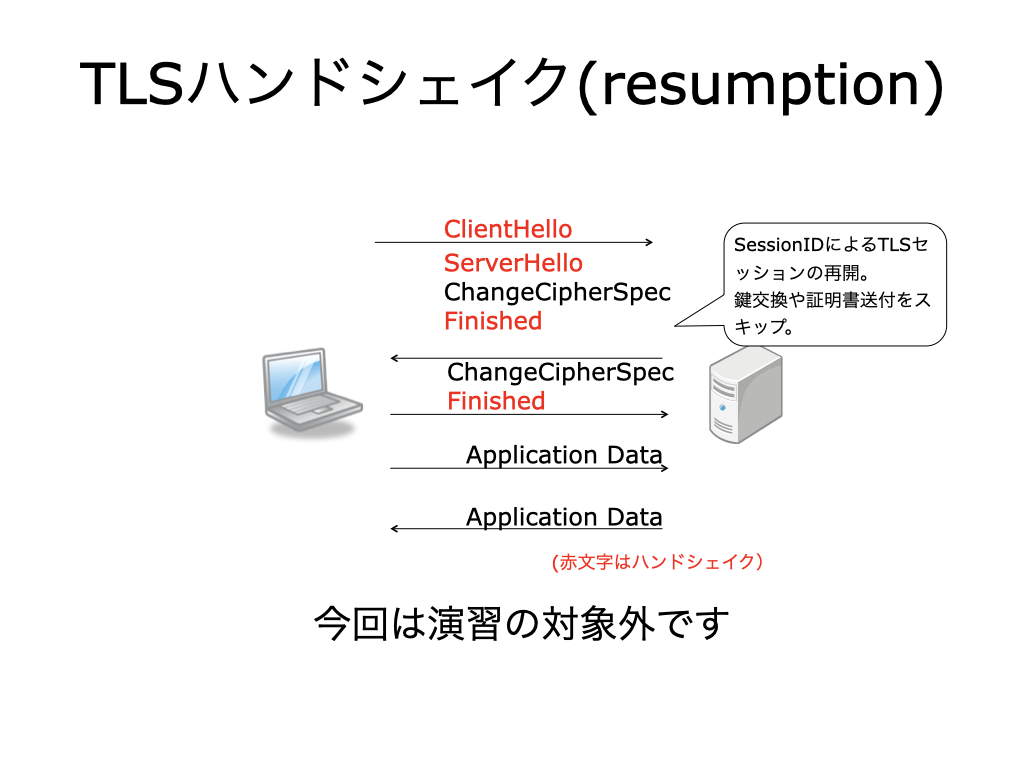 TLSハンドシェイク(resumption)
ClientHello
ServerHello
ChangeCipherSpec
Finished
SessionIDによるTLSセ
ッションの再開。
鍵交換や証明書送付をス
キップ。
ChangeCipherSpec
Finished
Application Data
Application Data
(赤文字はハンドシェイク）
今回は演習の対象外です